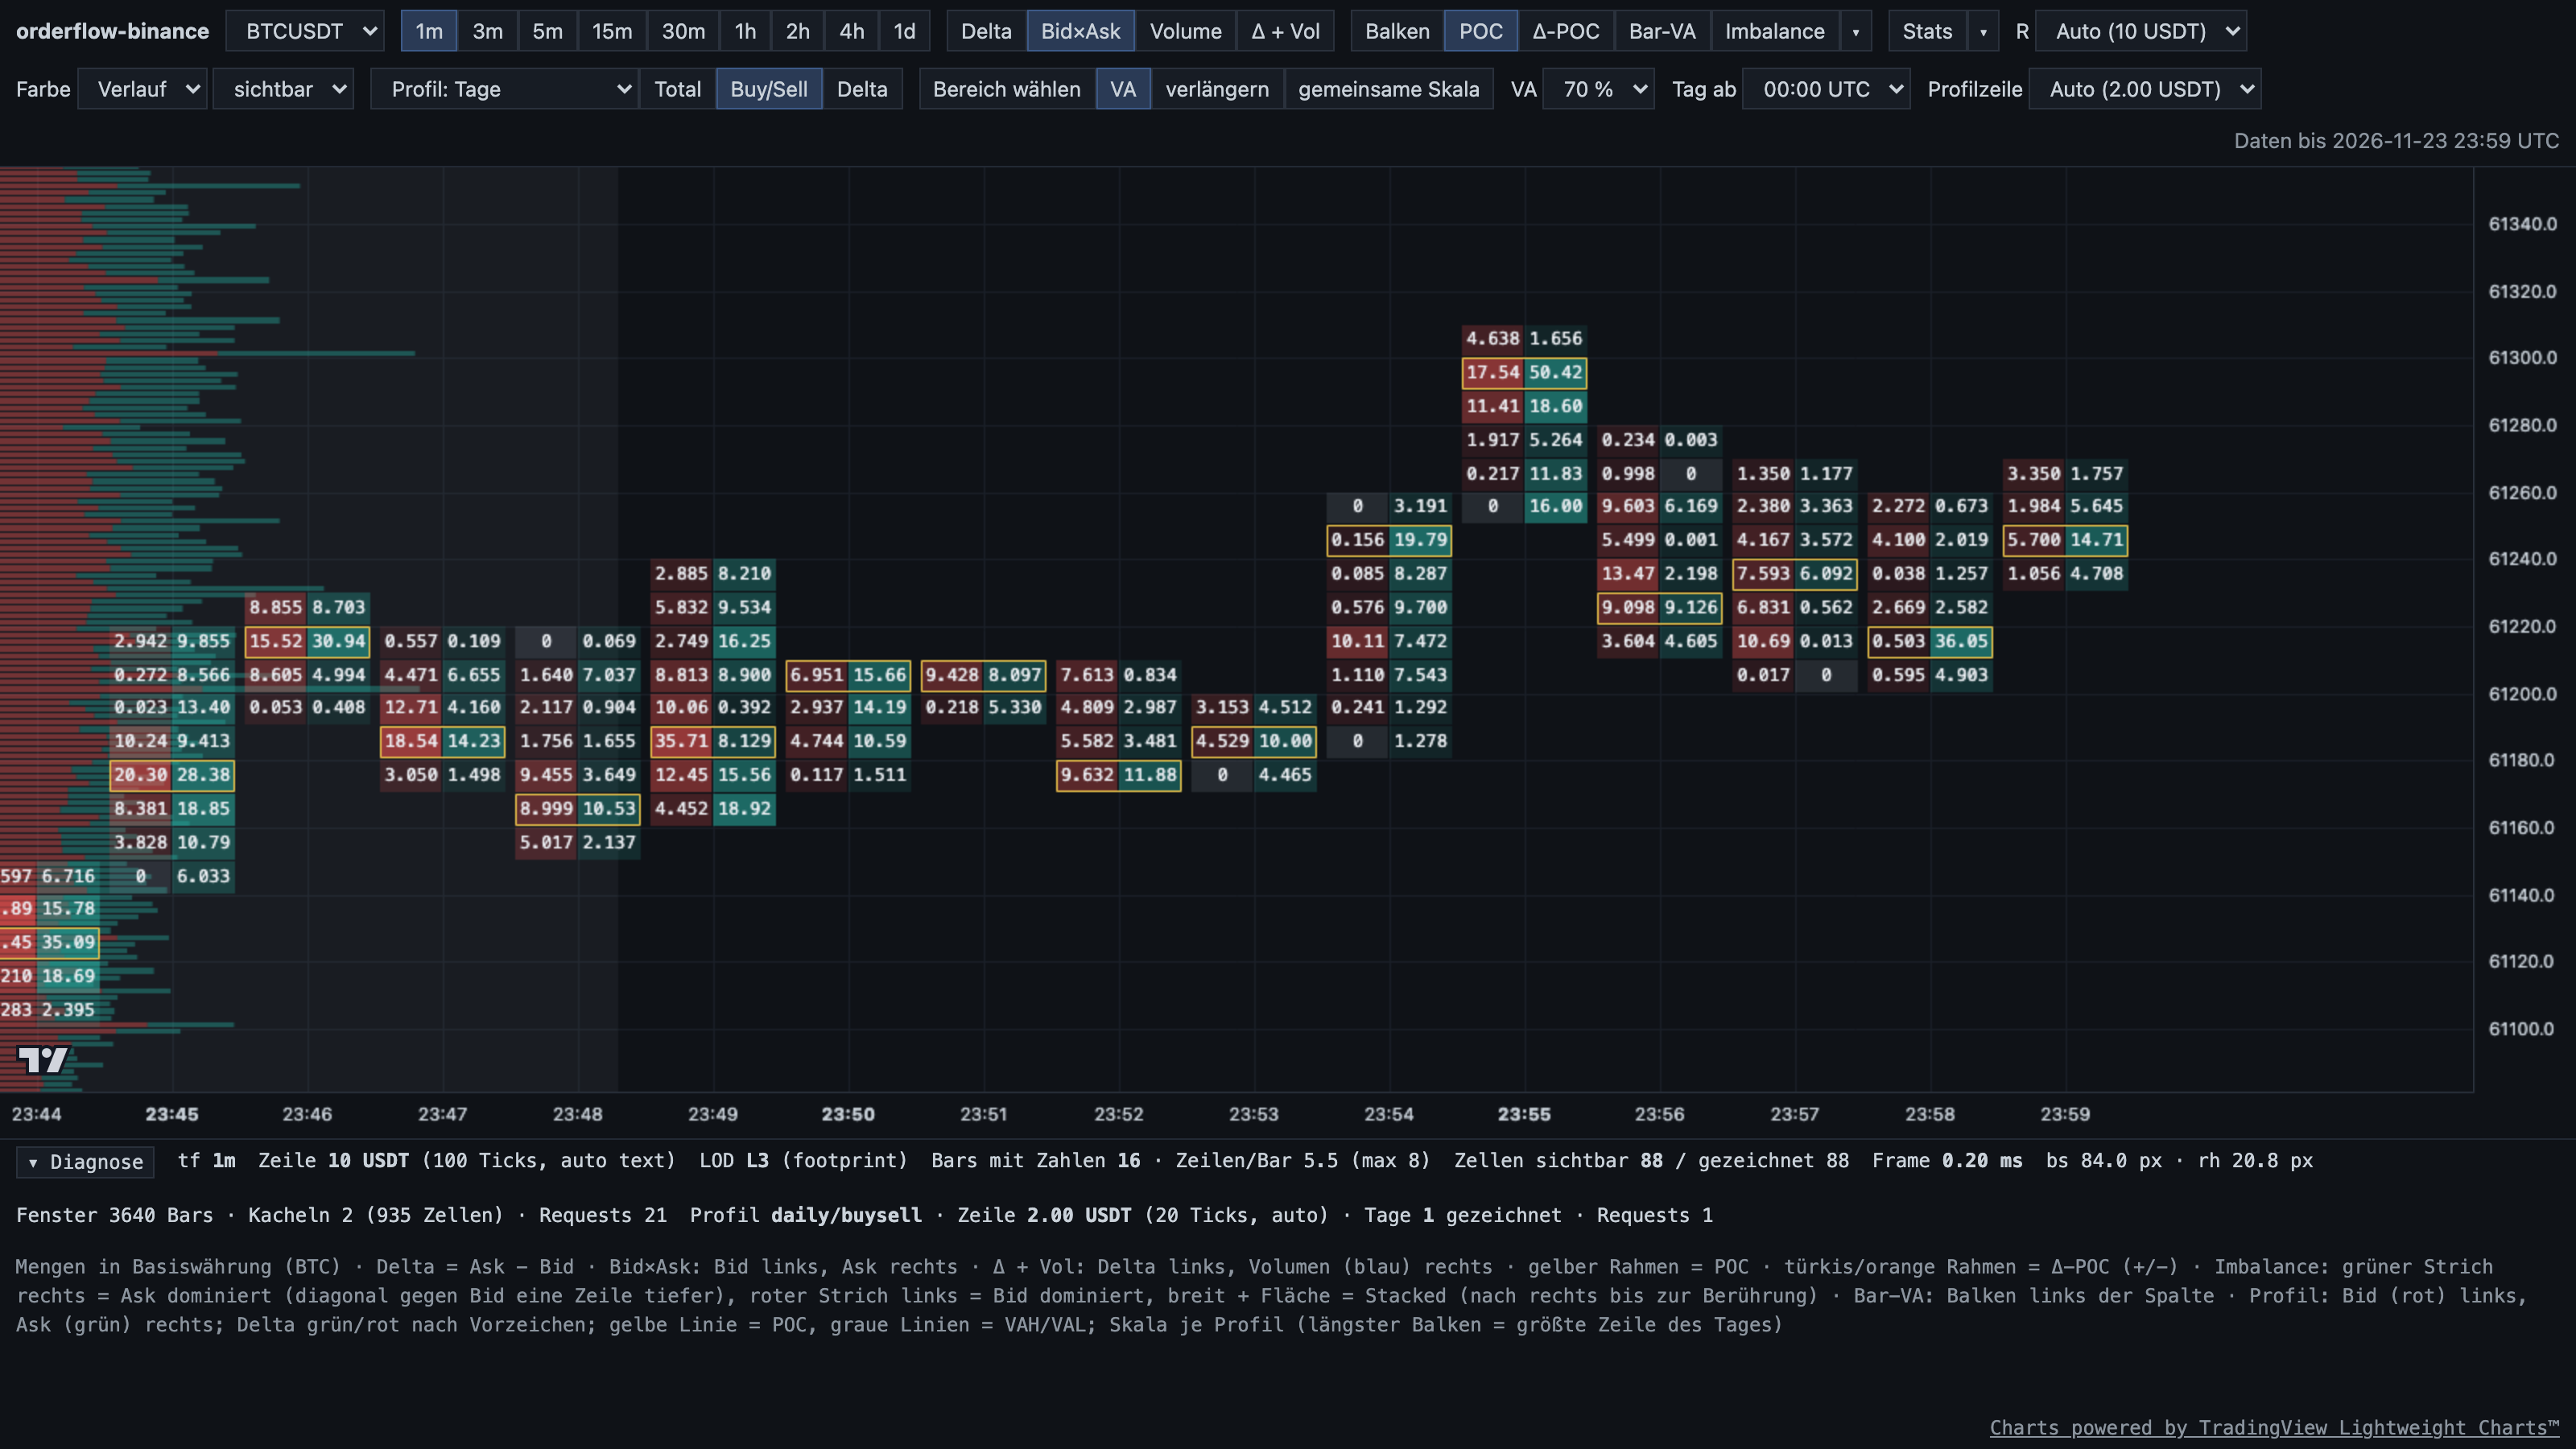 orderflow-binance BTCUSDT 1m 3m 5m 15m 30m 1h 2h 4h 1d Delta Bid×Ask Volume Δ + Vol Balken POC Δ-POC Bar-VA Imbalance ▾ Stats ▾ R Auto (10 USDT)
Farbe Verlauf sichtbar Profil: Tage Total Buy/Sell Delta Bereich wählen VA verlängern gemeinsame Skala VA 70 % Tag ab 00:00 UTC Profilzeile Auto (2.00 USDT)
Daten bis 2026-11-23 23:59 UTC
61340.0
61320.0
4.638 1.656
61300.0
17.54 50.42
11.41 18.60
61280.0
1.917 5.264 0.234 0.003
0.217 11.83 0.998 0 1.350 1.177 3.350 1.757
61260.0
0 3.191 0 16.00 9.603 6.169 2.380 3.363 2.272 0.673 1.984 5.645
0.156 19.79 5.499 0.001 4.167 3.572 4.100 2.019 5.700 14.71
61240.0
2.885 8.210 0.085 8.287 13.47 2.198 7.593 6.092 0.038 1.257 1.056 4.708
8.855 8.703 5.832 9.534 0.576 9.700 9.098 9.126 6.831 0.562 2.669 2.582
61220.0
2.942 9.855 15.52 30.94 0.557 0.109 0 0.069 2.749 16.25 10.11 7.472 3.604 4.605 10.69 0.013 0.503 36.05
0.272 8.566 8.605 4.994 4.471 6.655 1.640 7.037 8.813 8.900 6.951 15.66 9.428 8.097 7.613 0.834 1.110 7.543 0.017 0 0.595 4.903
61200.0
0.023 13.40 0.053 0.408 12.71 4.160 2.117 0.904 10.06 0.392 2.937 14.19 0.218 5.330 4.809 2.987 3.153 4.512 0.241 1.292
10.24 9.413 18.54 14.23 1.756 1.655 35.71 8.129 4.744 10.59 5.582 3.481 4.529 10.00 0 1.278
61180.0
20.30 28.38 3.050 1.498 9.455 3.649 12.45 15.56 0.117 1.511 9.632 11.88 0 4.465
8.381 18.85 8.999 10.53 4.452 18.92
61160.0
3.828 10.79 5.017 2.137
597 6.716 0 6.033
61140.0
.89 15.78
.45 35.09
61120.0
210 18.69
283 2.395
61100.0
23:44 23:45 23:46 23:47 23:48 23:49 23:50 23:51 23:52 23:53 23:54 23:55 23:56 23:57 23:58 23:59
▾ Diagnose tf 1m Zeile 10 USDT (100 Ticks, auto text) LOD L3 (footprint) Bars mit Zahlen 16 · Zeilen/Bar 5.5 (max 8) Zellen sichtbar 88 / gezeichnet 88 Frame 0.20 ms bs 84.0 px · rh 20.8 px
Fenster 3640 Bars · Kacheln 2 (935 Zellen) · Requests 21 Profil daily/buysell · Zeile 2.00 USDT (20 Ticks, auto) · Tage 1 gezeichnet · Requests 1
Mengen in Basiswährung (BTC) · Delta = Ask − Bid · Bid×Ask: Bid links, Ask rechts · Δ + Vol: Delta links, Volumen (blau) rechts · gelber Rahmen = POC · türkis/orange Rahmen = Δ-POC (+/−) · Imbalance: grüner Strich
rechts = Ask dominiert (diagonal gegen Bid eine Zeile tiefer), roter Strich links = Bid dominiert, breit + Fläche = Stacked (nach rechts bis zur Berührung) · Bar-VA: Balken links der Spalte · Profil: Bid (rot) links,
Ask (grün) rechts; Delta grün/rot nach Vorzeichen; gelbe Linie = POC, graue Linien = VAH/VAL; Skala je Profil (längster Balken = größte Zeile des Tages)
Charts powered by TradingView Lightweight Charts™